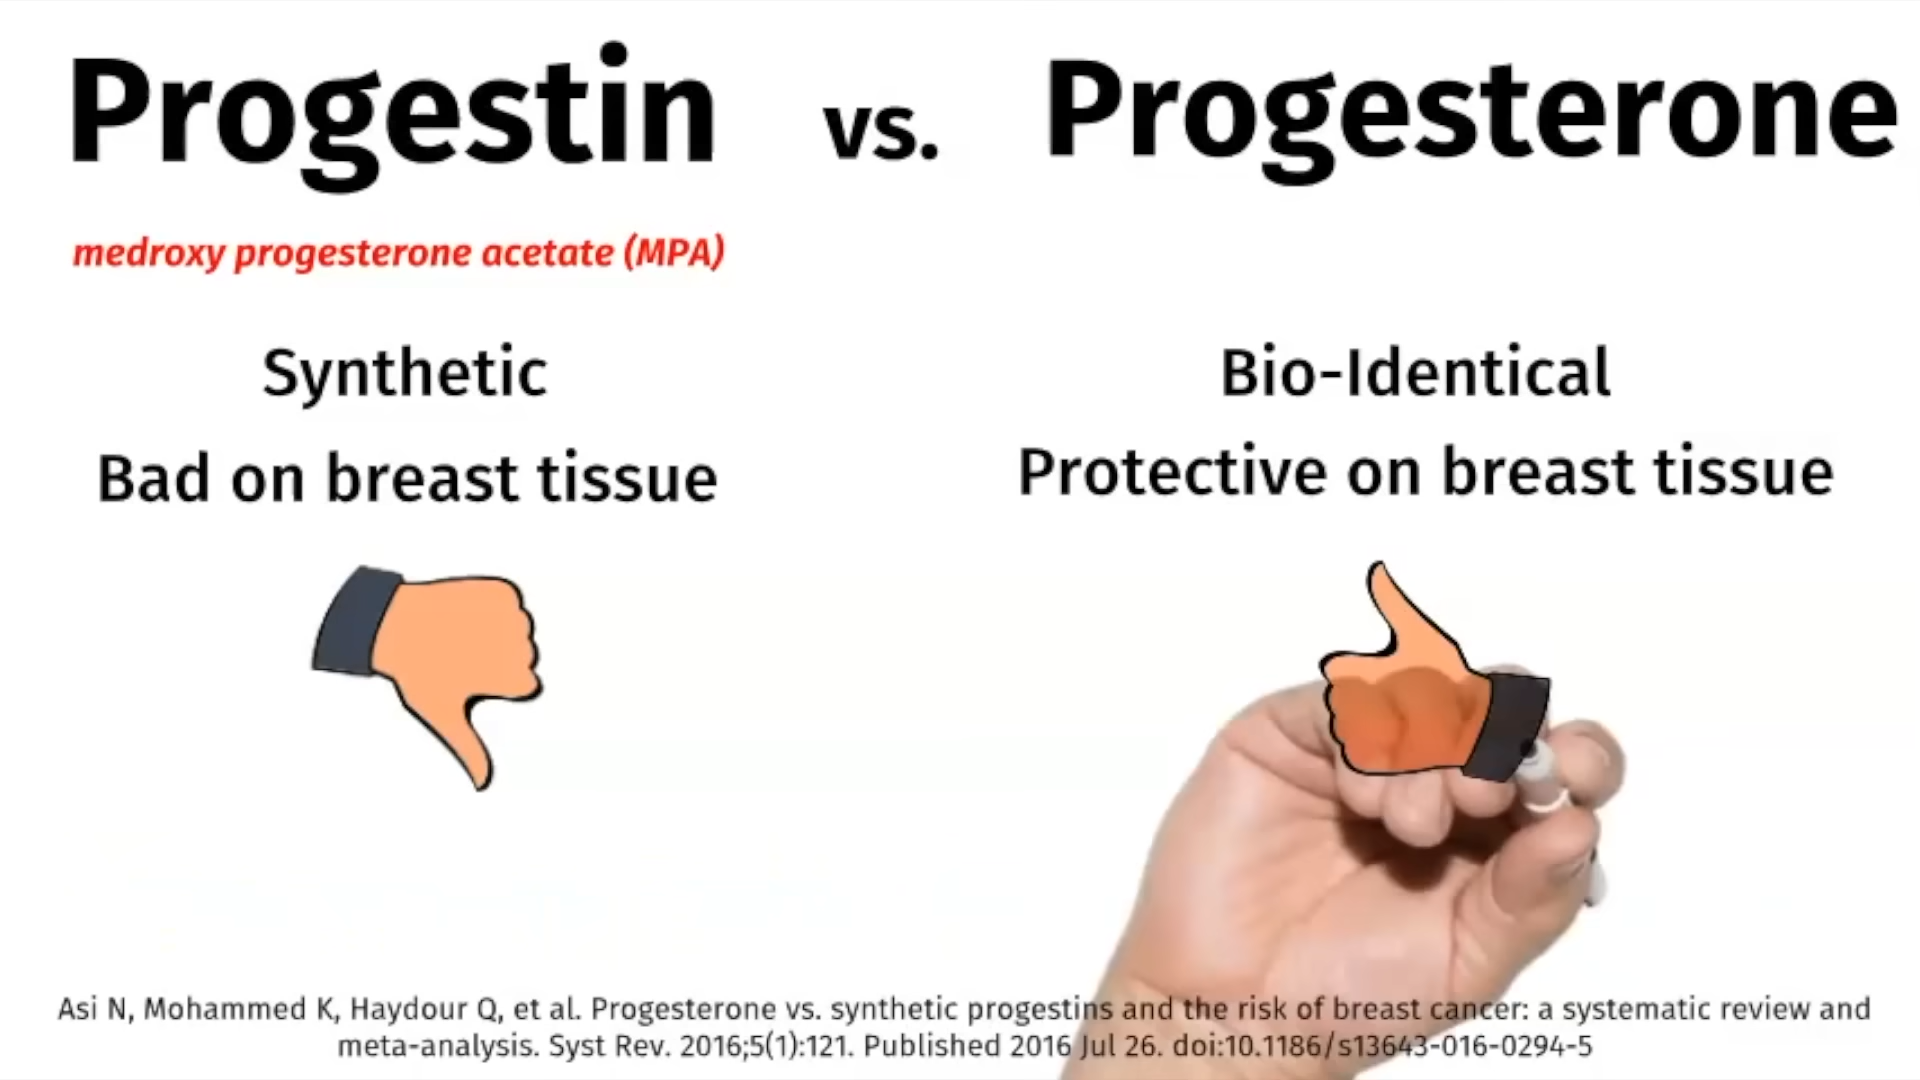 Progestin vs. Progesterone
medroxy progesterone acetate (MPA)
Synthetic
Bad on breast tissue
Bio-Identical
Protective on breast tissue
Asi N, Mohammed K, Haydour Q, et al. Progesterone vs. synthetic progestins and the risk of breast cancer: a systematic review and
meta-analysis. Syst Rev. 2016;5(1):121. Published 2016 Jul 26. doi:10.1186/s13643-016-0294-5